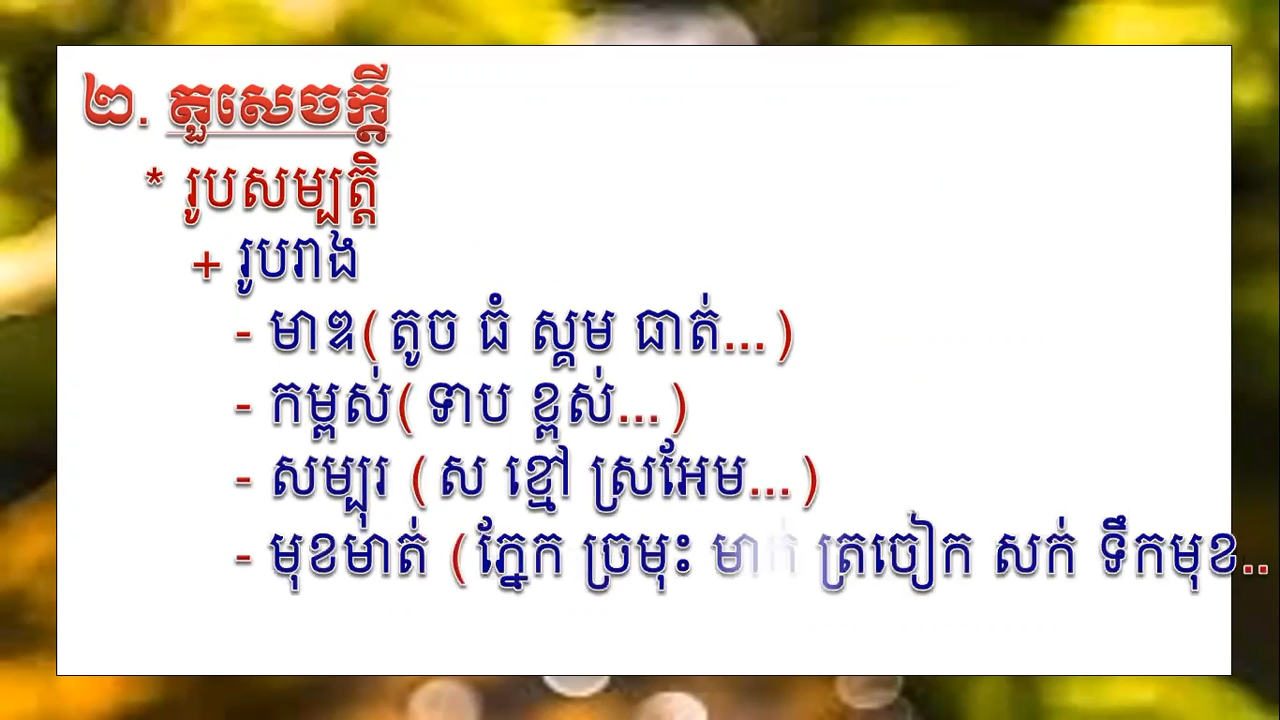 ២. តួសេចក្តី
* រូបសម្បត្តិ
+ រូបរាង
- មាឌ(តូច ធំ ស្គម ធាត់...)
- កម្ពស់(ទាប ខ្ពស់...)
- សម្បុរ (ស ខ្មៅ ស្រអែម...)
- មុខមាត់ (ភ្នែក ច្រមុះ ត្រចៀក សក់ ទឹកមុខ..